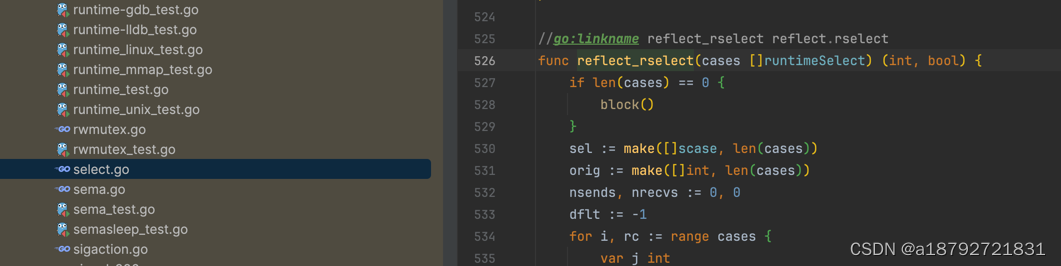 runtime-gdb_test.go
runtime-lldb_test.go
runtime_linux_test.go
runtime_mmap_test.go
runtime_test.go
runtime_unix_test.go
rwmutex.go
rwmutex_test.go
select.go
sema.go
sema_test.go
semasleep_test.go
sigaction.go
524
525 //go:linkname reflect_rselect reflect.rselect
526 func reflect_rselect(cases []runtimeSelect) (int, bool) {
527 if len(cases) == 0 {
528 block()
529 }
530 sel := make([]scase, len(cases))
531 orig := make([]int, len(cases))
532 nsends, nrecvs := 0, 0
533 dflt := -1
534 for i, rc := range cases {
535 var j int
CSDN @a18792721831